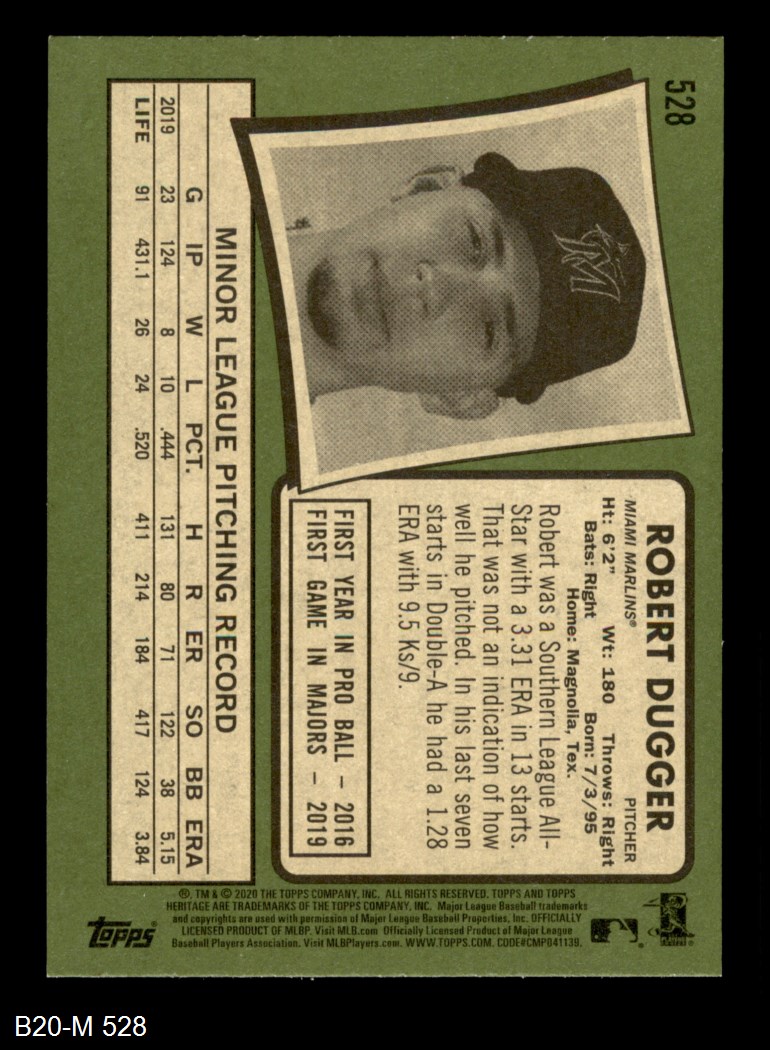 528
ROBERT DUGGER
MIAMI MARLINS® PITCHER
Ht: 6'2" Wt: 180 Throws: Right
Bats: Right Born: 7/3/95
Home: Magnolia, Tex.
Robert was a Southern League All-
Star with a 3.31 ERA in 13 starts.
That was not an indication of how
well he pitched. In his last seven
starts in Double-A he had a 1.28
ERA with 9.5 Ks/9.
FIRST YEAR IN PRO BALL – 2016
FIRST GAME IN MAJORS – 2019
MINOR LEAGUE PITCHING RECORD
G IP W L PCT. H R ER SO BB ERA
2019 23 124 8 10 .444 131 80 71 122 38 5.15
LIFE 91 431.1 26 24 .520 411 214 184 417 124 3.84
®, TM & © 2020 THE TOPPS COMPANY, INC. ALL RIGHTS RESERVED. TOPPS AND TOPPS
HERITAGE ARE TRADEMARKS OF THE TOPPS COMPANY, INC. Major League Baseball trademarks
and copyrights are used with permission of Major League Baseball Properties, Inc. OFFICIALLY
LICENSED PRODUCT OF MLBP. Visit MLB.com Officially Licensed Product of Major League
Baseball Players Association. Visit MLBPlayers.com. WWW.TOPPS.COM. CODE#CMP041139.
topps®
B20-M 528